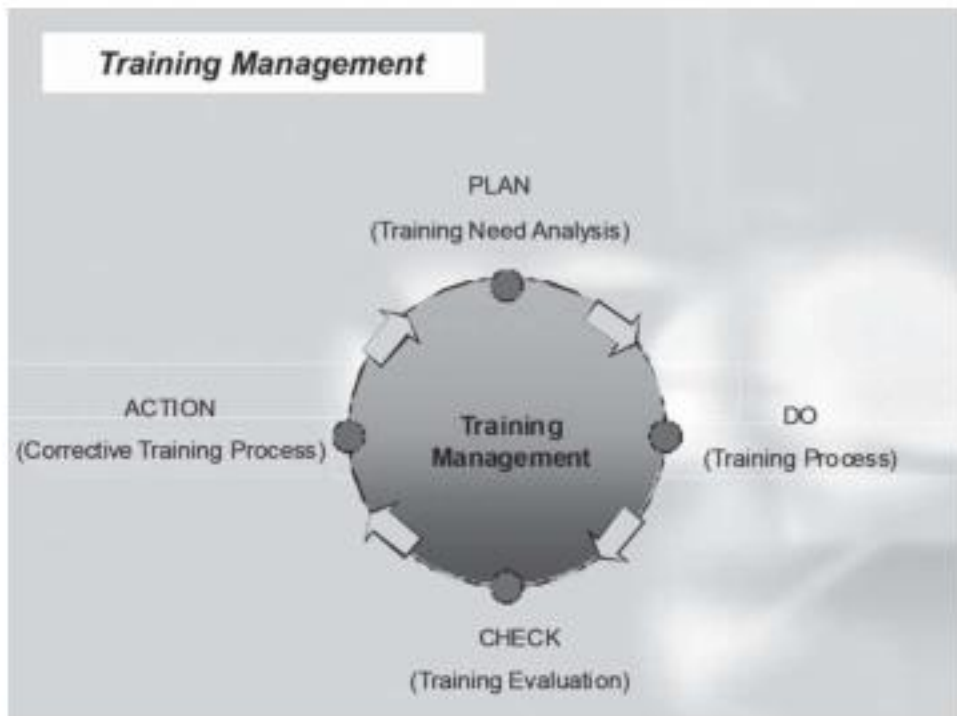 Training Management
PLAN
(Training Need Analysis)
ACTION
(Corrective Training Process)
Training
Management
DO
(Training Process)
CHECK
(Training Evaluation)